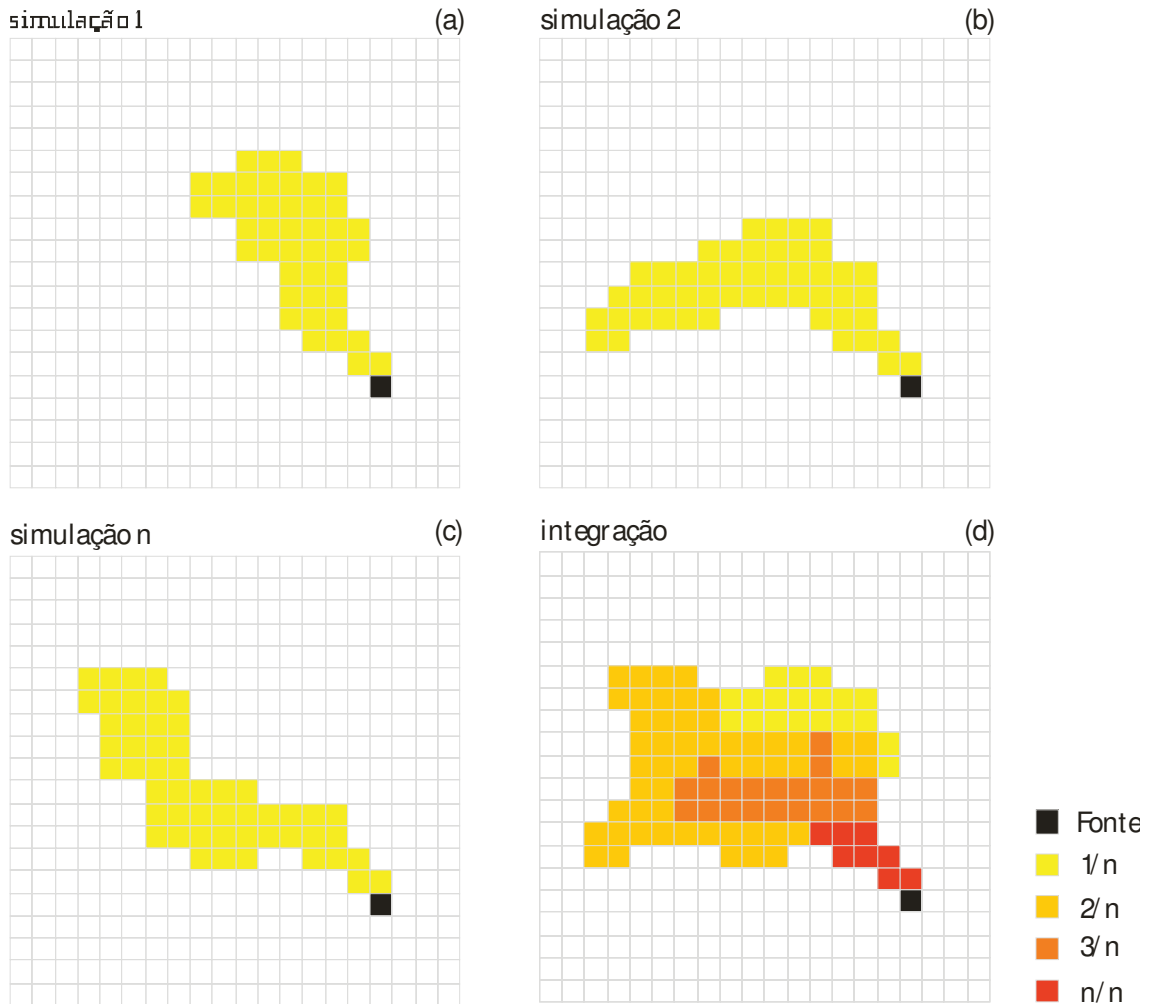 simulação 1
(a)
simulação 2
(b)
simulação n
(c)
integração
(d)
Fonte
1/n
2/n
3/n
n/n